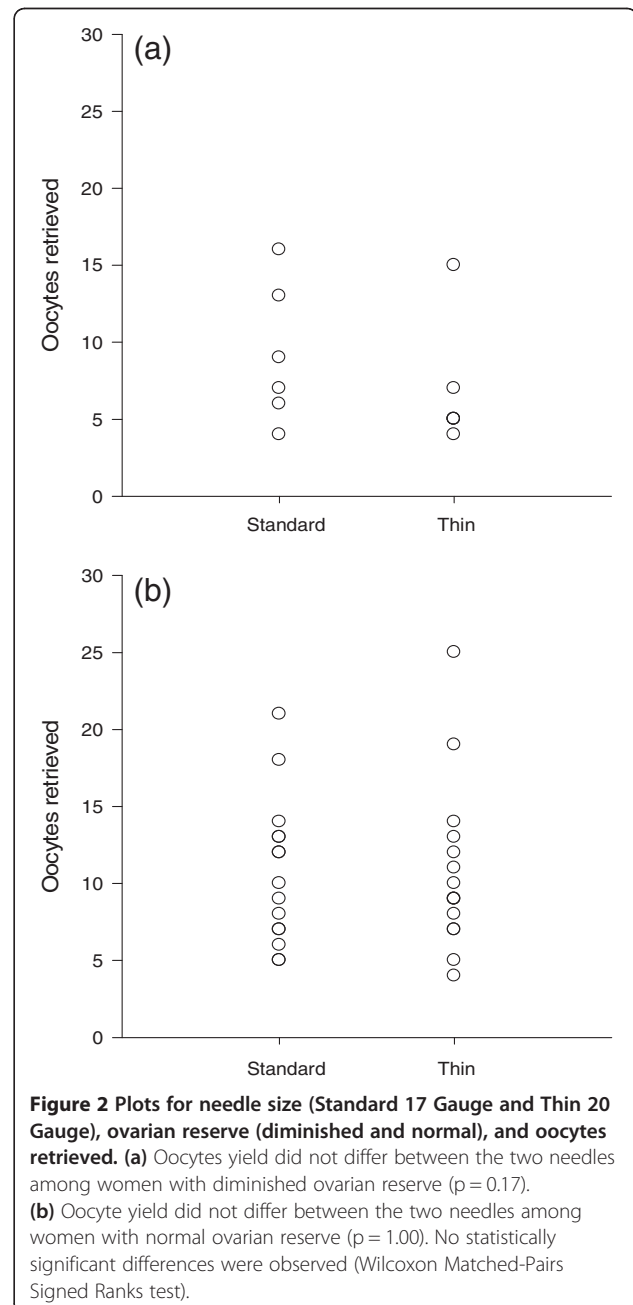 (a)
30
25
20
15
10
5
0
Oocytes retrieved
Standard Thin
(b)
30
25
20
15
10
5
0
Oocytes retrieved
Standard Thin
Figure 2 Plots for needle size (Standard 17 Gauge and Thin 20
Gauge), ovarian reserve (diminished and normal), and oocytes
retrieved. (a) Oocytes yield did not differ between the two needles
among women with diminished ovarian reserve (p = 0.17).
(b) Oocyte yield did not differ between the two needles among
women with normal ovarian reserve (p = 1.00). No statistically
significant differences were observed (Wilcoxon Matched-Pairs
Signed Ranks test).